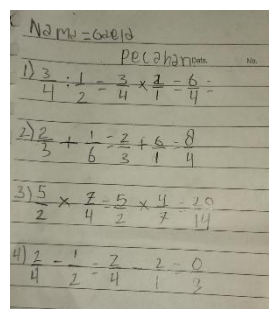 Nama = Gaeld
Pecahan Date. No.
1) 3/4 : 1/2 = 3/4 × 2/1 = 6/4 =
2) 2/3 + 1/6 = 2/3 + 6/1 = 8/4
3) 5/2 × 7/4 = 5/2 × 4/7 = 20/14
4) 2/4 - 1/2 = 2/4 - 2/1 = 0/3